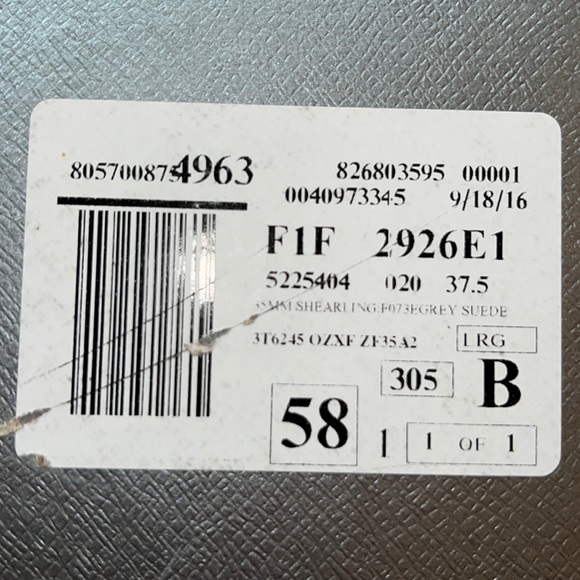 8057008754963
826803595 00001
0040973345 9/18/16
F1F 2926E1
5225404 020 37.5
35MM SHEARLING:F073EGREY SUEDE
3T6245 OZXF ZF35A2
LRG
305 B
58 1 1 OF 1